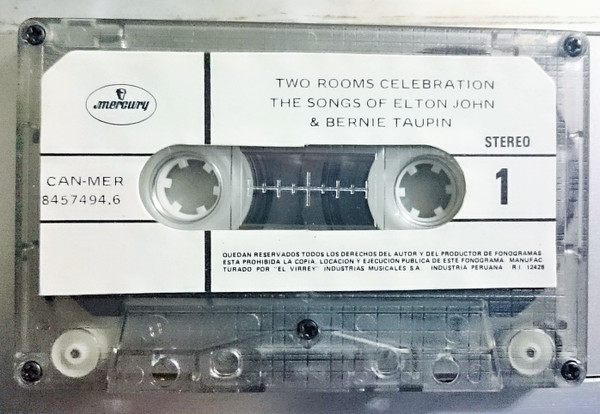 mercury
TWO ROOMS CELEBRATION
THE SONGS OF ELTON JOHN
& BERNIE TAUPIN
STEREO
CAN-MER
8457494.6
1
QUEDAN RESERVADOS TODOS LOS DERECHOS DEL AUTOR Y DEL PRODUCTOR DE FONOGRAMAS
ESTA PROHIBIDA LA COPIA, LOCACION Y EJECUCION PUBLICA DE ESTE FONOGRAMA MANUFAC
TURADO POR "EL VIRREY" INDUSTRIAS MUSICALES S.A INDUSTRIA PERUANA R.I. 12428